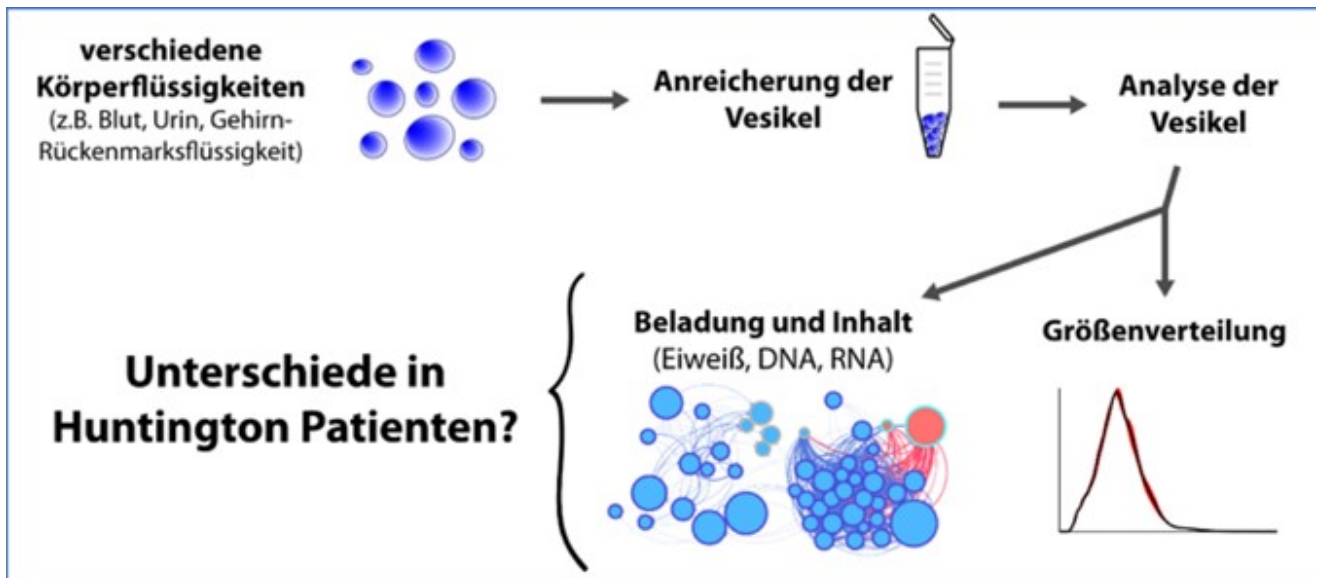 verschiedene
Körperflüssigkeiten
(z.B. Blut, Urin, Gehirn-
Rückenmarksflüssigkeit)
Anreicherung der
Vesikel
Analyse der
Vesikel
Beladung und Inhalt
(Eiweiß, DNA, RNA)
Größenverteilung
Unterschiede in
Huntington Patienten?